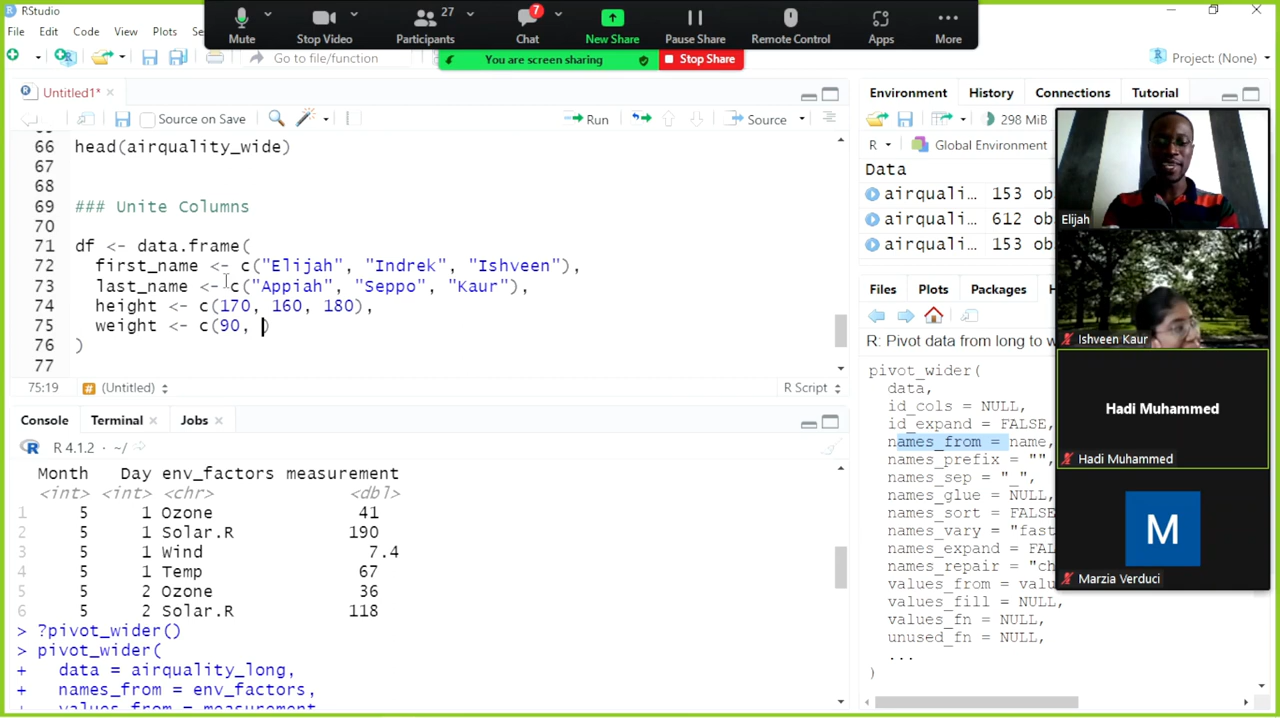 RStudio
File Edit Code View Plots
Mute Stop Video Participants 27 Chat 7 New Share Pause Share Remote Control Apps More
You are screen sharing Stop Share
Go to file/function Project: (None)
Untitled1*
Source on Save Run Source
66 head(airquality_wide)
67
68
69 ### Unite Columns
70
71 df <- data.frame(
72 first_name <- c("Elijah", "Indrek", "Ishveen"),
73 last_name <- c("Appiah", "Seppo", "Kaur"),
74 height <- c(170, 160, 180),
75 weight <- c(90, )
76 )
77
75:19 (Untitled) R Script
Console Terminal Jobs
R 4.1.2 · ~/
Month Day env_factors measurement
<int> <int> <chr> <dbl>
1 5 1 Ozone 41
2 5 1 Solar.R 190
3 5 1 Wind 7.4
4 5 1 Temp 67
5 5 2 Ozone 36
6 5 2 Solar.R 118
> ?pivot_wider()
> pivot_wider(
+ data = airquality_long,
+ names_from = env_factors,
+ values_from = measurement
Environment History Connections Tutorial
298 MiB
R Global Environment
Data
airquali… 153 ob
airquali… 612 ob
airquali… 153 ob
Files Plots Packages H
R: Pivot data from long to w
pivot_wider(
data,
id_cols = NULL,
id_expand = FALSE,
names_from = name,
names_prefix = "",
names_sep = "_",
names_glue = NULL,
names_sort = FALSE
names_vary = "fast
names_expand = FAL
names_repair = "ch
values_from = valu
values_fill = NULL,
values_fn = NULL,
unused_fn = NULL,
...
)
Elijah
Ishveen Kaur
Hadi Muhammed
Hadi Muhammed
M
Marzia Verduci